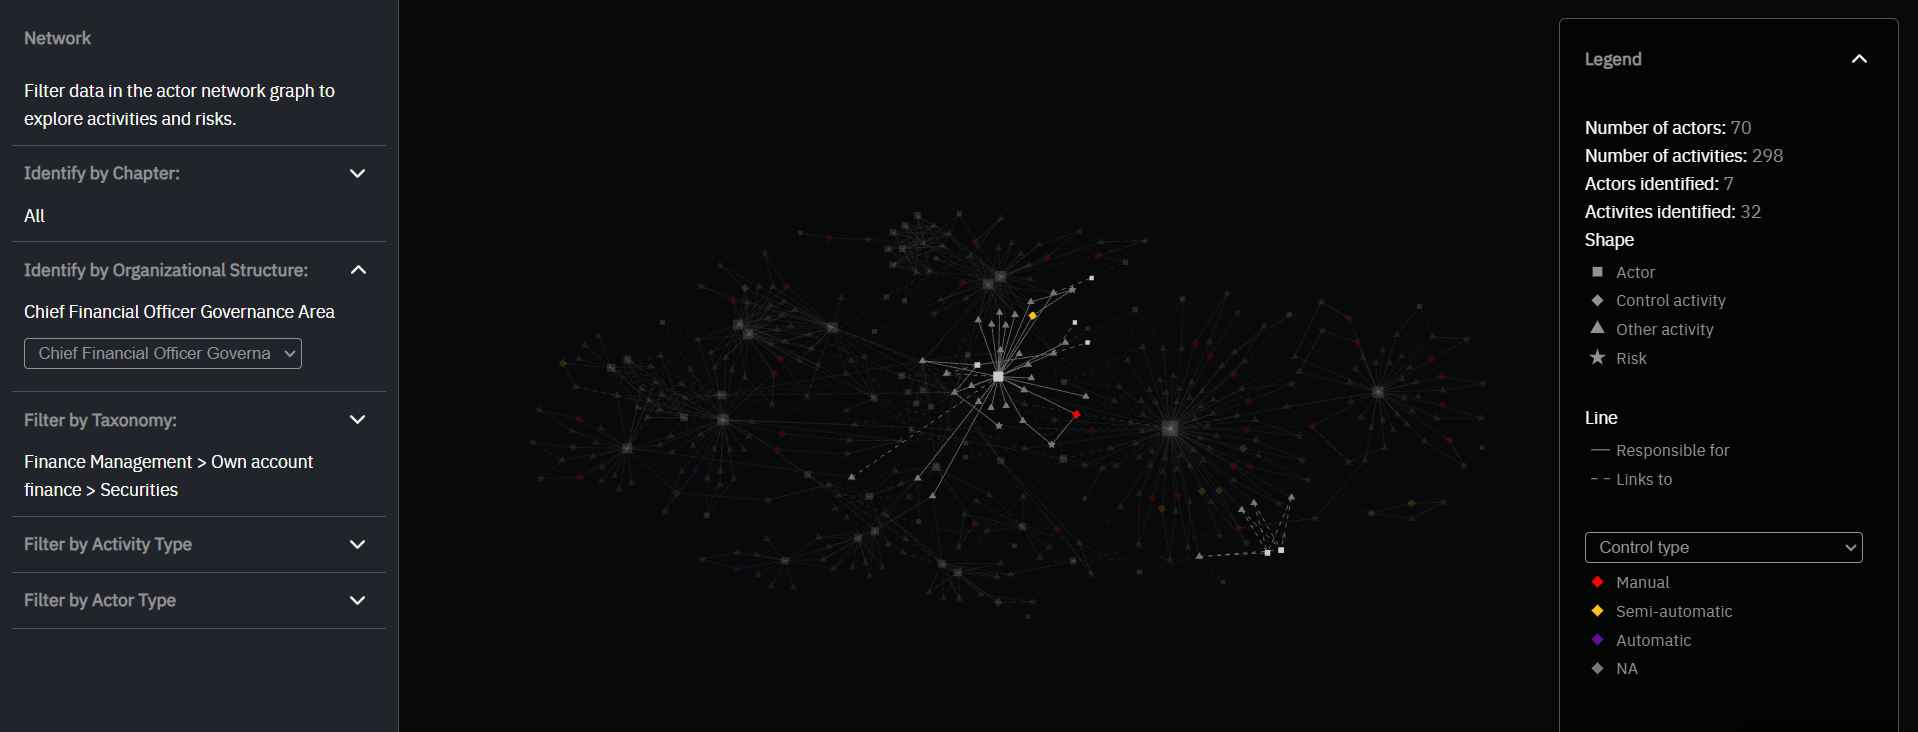 Network
Filter data in the actor network graph to
explore activities and risks.
Identify by Chapter:
All
Identify by Organizational Structure:
Chief Financial Officer Governance Area
Chief Financial Officer Governa
Filter by Taxonomy:
Finance Management > Own account
finance > Securities
Filter by Activity Type
Filter by Actor Type
Legend
Number of actors: 70
Number of activities: 298
Actors identified: 7
Activites identified: 32
Shape
Actor
Control activity
Other activity
Risk
Line
Responsible for
Links to
Control type
Manual
Semi-automatic
Automatic
NA